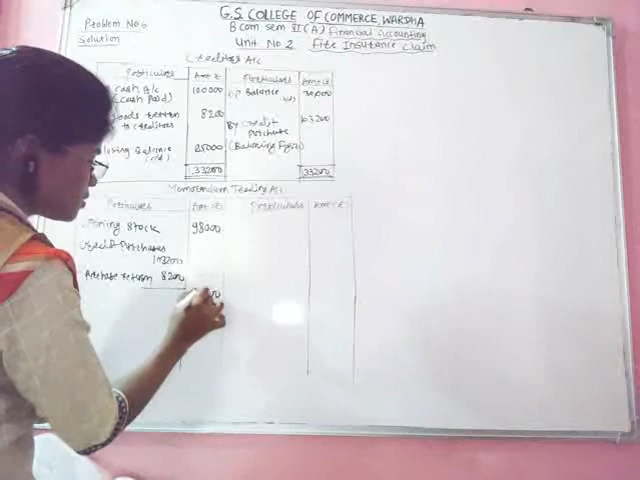 G.S COLLEGE OF COMMERCE, WARDHA
Problem No 6
B com sem VI (A) Financial Accounting
Solution
Unit No 2 Fire Insurance Claim
Creditors A/c
Particulars Amt ₹ Particulars Amt ₹
Cash A/c 100000 Balance 30,000
(Cash Paid)
Goods return 8200 By Credit 103200
to Creditors Purchase
Closing Balance 25000 (Balancing Figure)
133200 133200
Memorandum Trading A/c
Particulars Amt ₹ Particulars Amt ₹
Opening Stock 98000
Credit Purchases
103200
Purchase return 8200